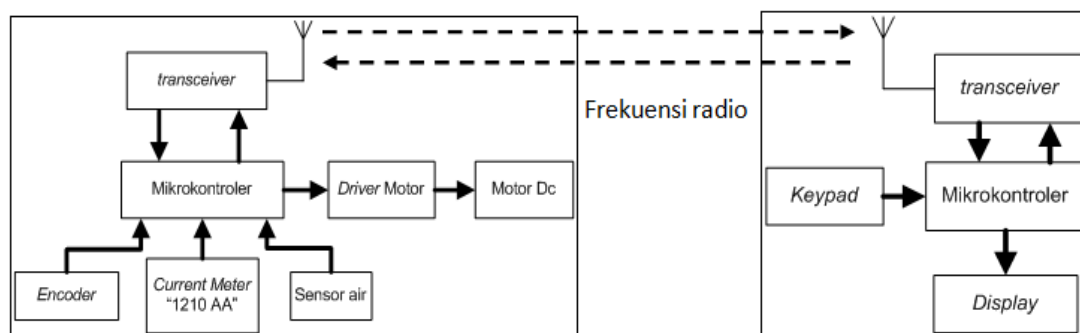 transceiver
Frekuensi radio
Mikrokontroler
Driver Motor
Motor Dc
Encoder
Current Meter
"1210 AA"
Sensor air
transceiver
Keypad
Mikrokontroler
Display